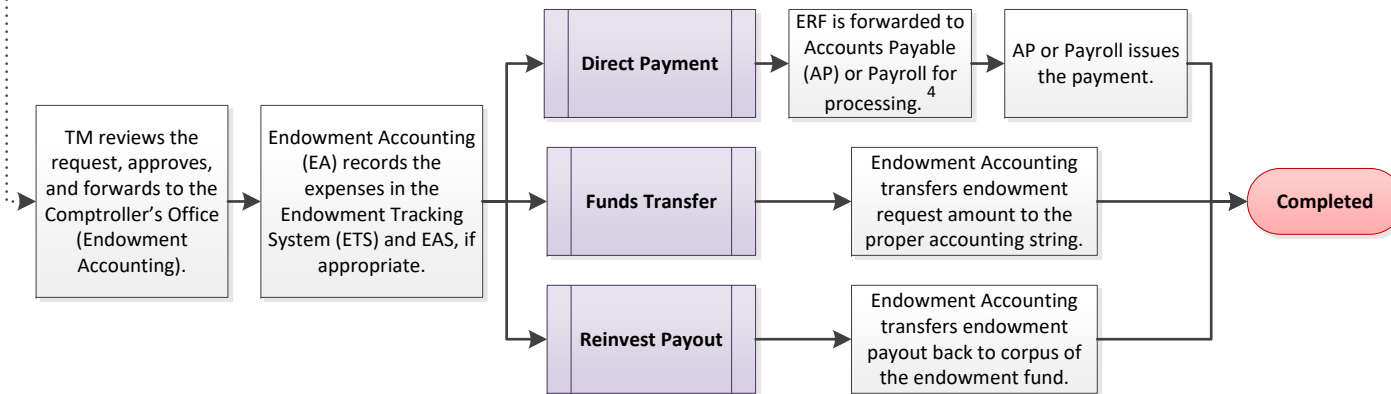 TM reviews the
request, approves,
and forwards to the
Comptroller’s Office
(Endowment
Accounting).
Endowment Accounting
(EA) records the
expenses in the
Endowment Tracking
System (ETS) and EAS, if
appropriate.
Direct Payment
ERF is forwarded to
Accounts Payable
(AP) or Payroll for
processing. 4
AP or Payroll issues
the payment.
Funds Transfer
Endowment Accounting
transfers endowment
request amount to the
proper accounting string.
Reinvest Payout
Endowment Accounting
transfers endowment
payout back to corpus of
the endowment fund.
Completed